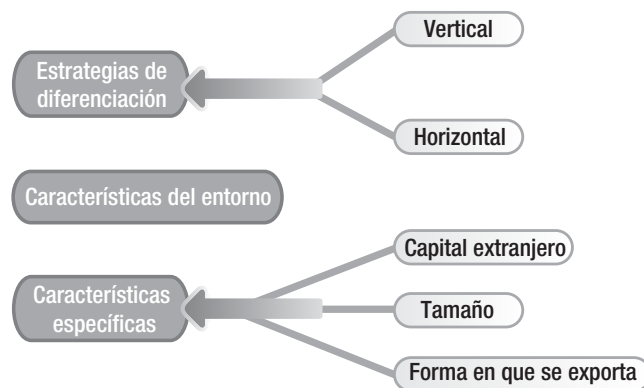 Vertical
Estrategias de
diferenciación
Horizontal
Características del entorno
Capital extranjero
Características
específicas
Tamaño
Forma en que se exporta